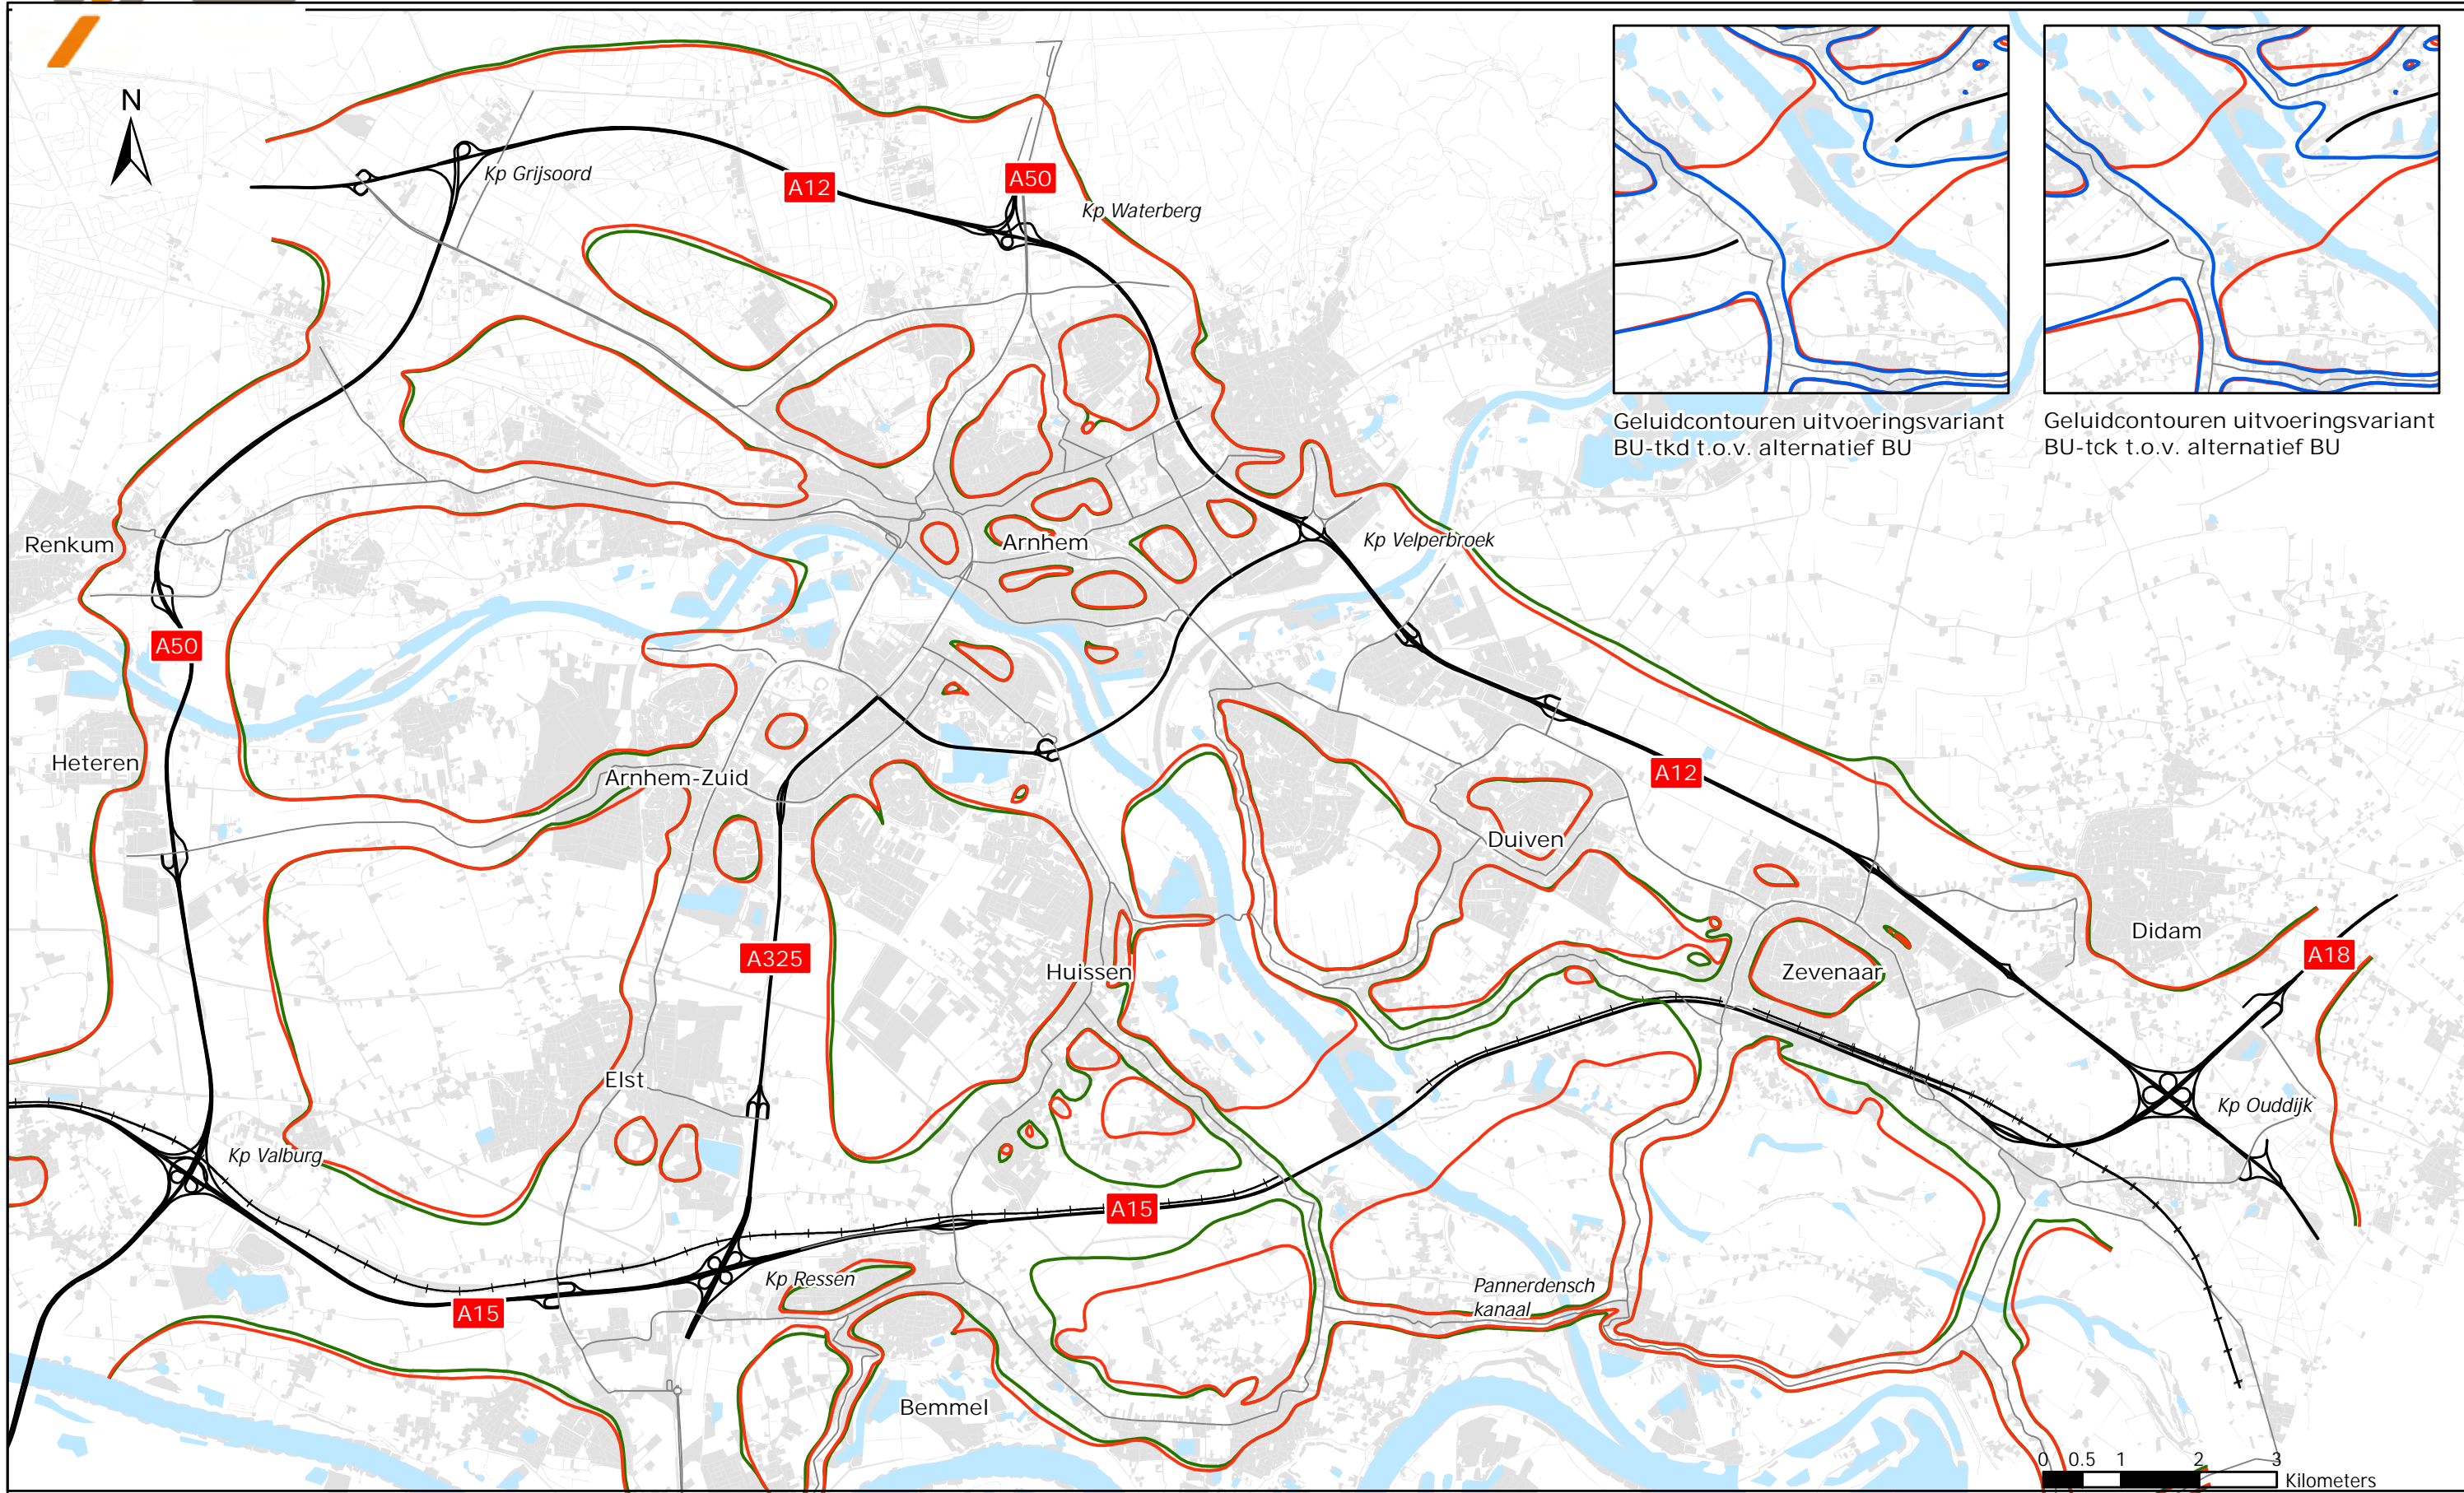 N
Kp Grijsoord
A12
A50
Kp Waterberg
Geluidcontouren uitvoeringsvariant
BU-tkd t.o.v. alternatief BU
Geluidcontouren uitvoeringsvariant
BU-tck t.o.v. alternatief BU
Renkum
Arnhem
Kp Velperbroek
A50
Heteren
Arnhem-Zuid
A12
Duiven
Didam
A325
Huissen
Zevenaar
A18
Elst
Kp Ouddijk
Kp Valburg
A15
Kp Ressen
Pannerdensch
kanaal
A15
Bemmel
0 0.5 1 2 3
Kilometers